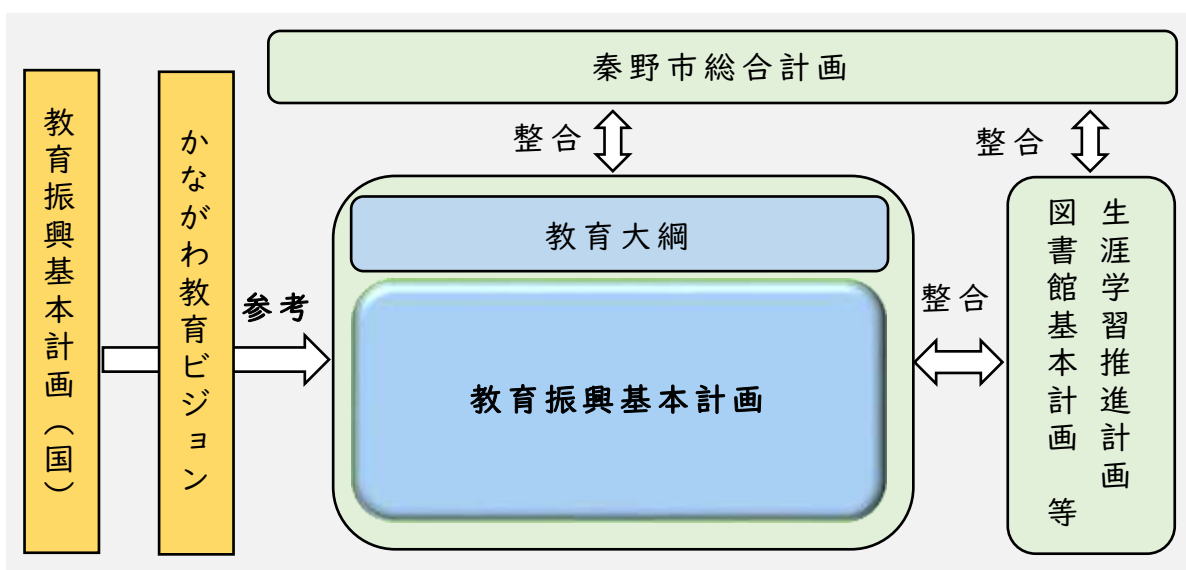 秦野市総合計画
教育振興基本計画（国）
かながわ教育ビジョン
整合
整合
教育大綱
参考
教育振興基本計画
整合
生涯学習推進計画
図書館基本計画 等